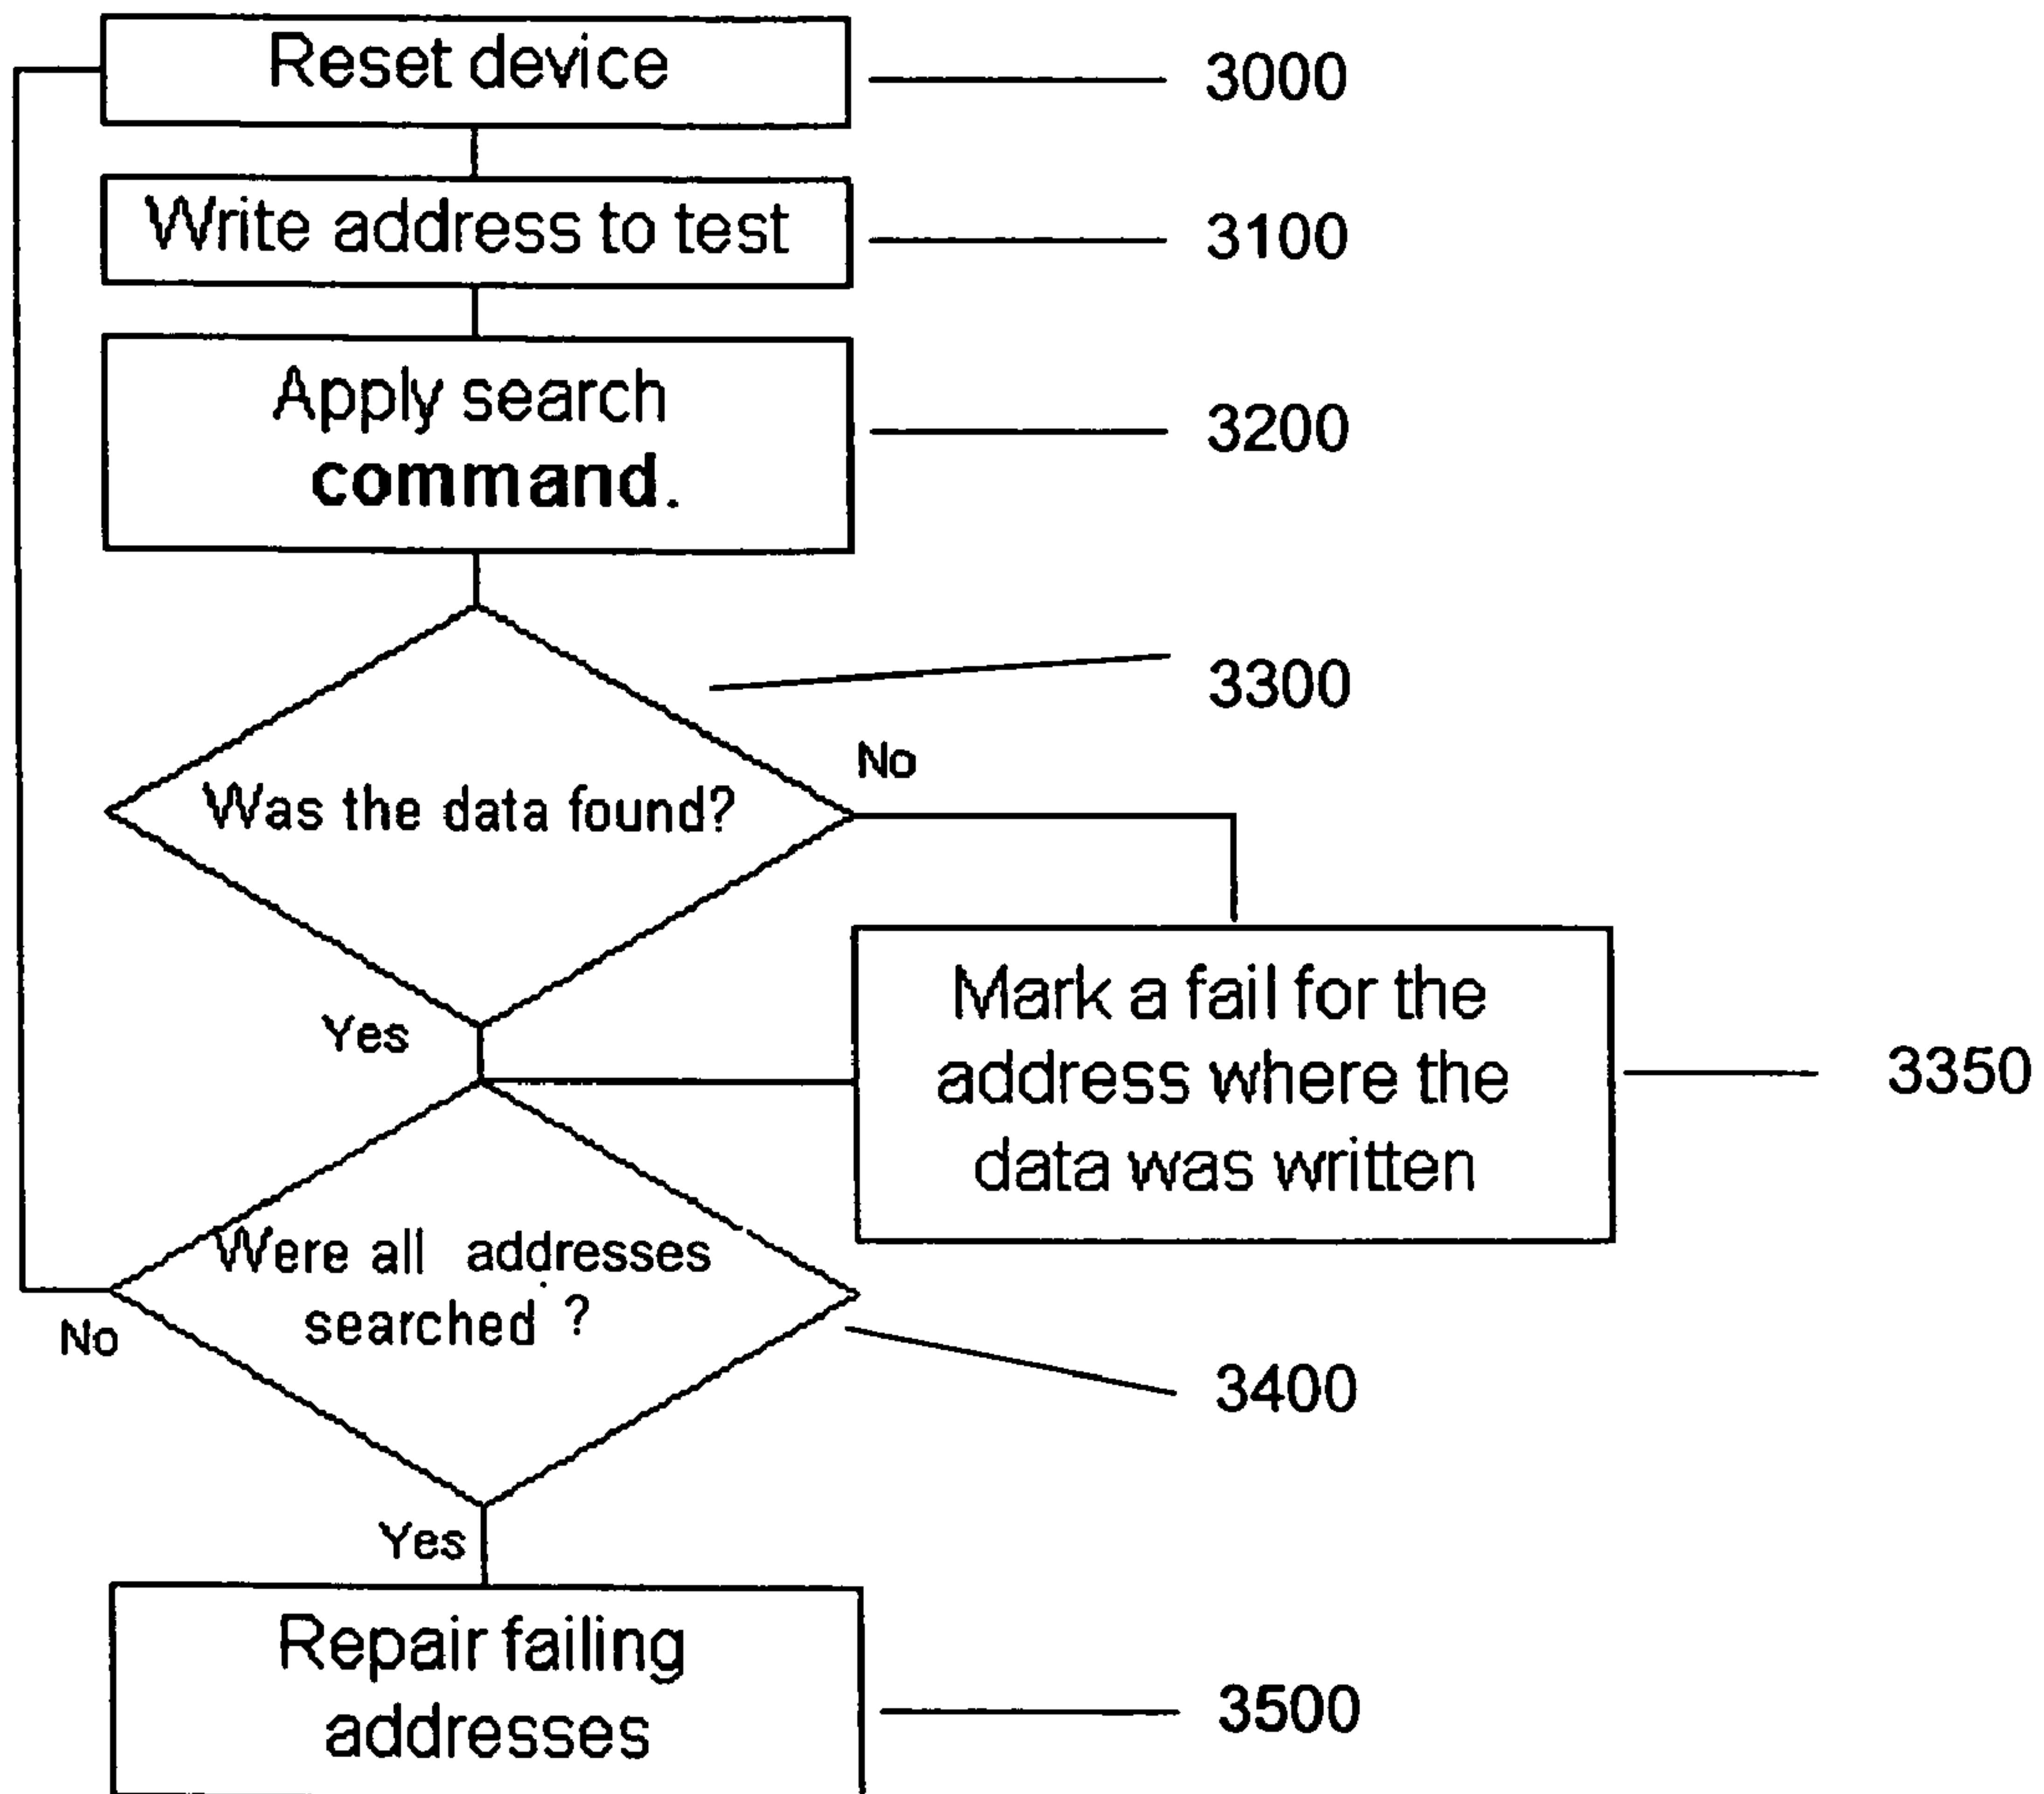 Reset device
3000
Write address to test
3100
Apply search
command.
3200
3300
No
Was the data found?
Mark a fail for the
address where the
data was written
3350
Yes
Were all addresses
searched ?
No
3400
Yes
Repair failing
addresses
3500